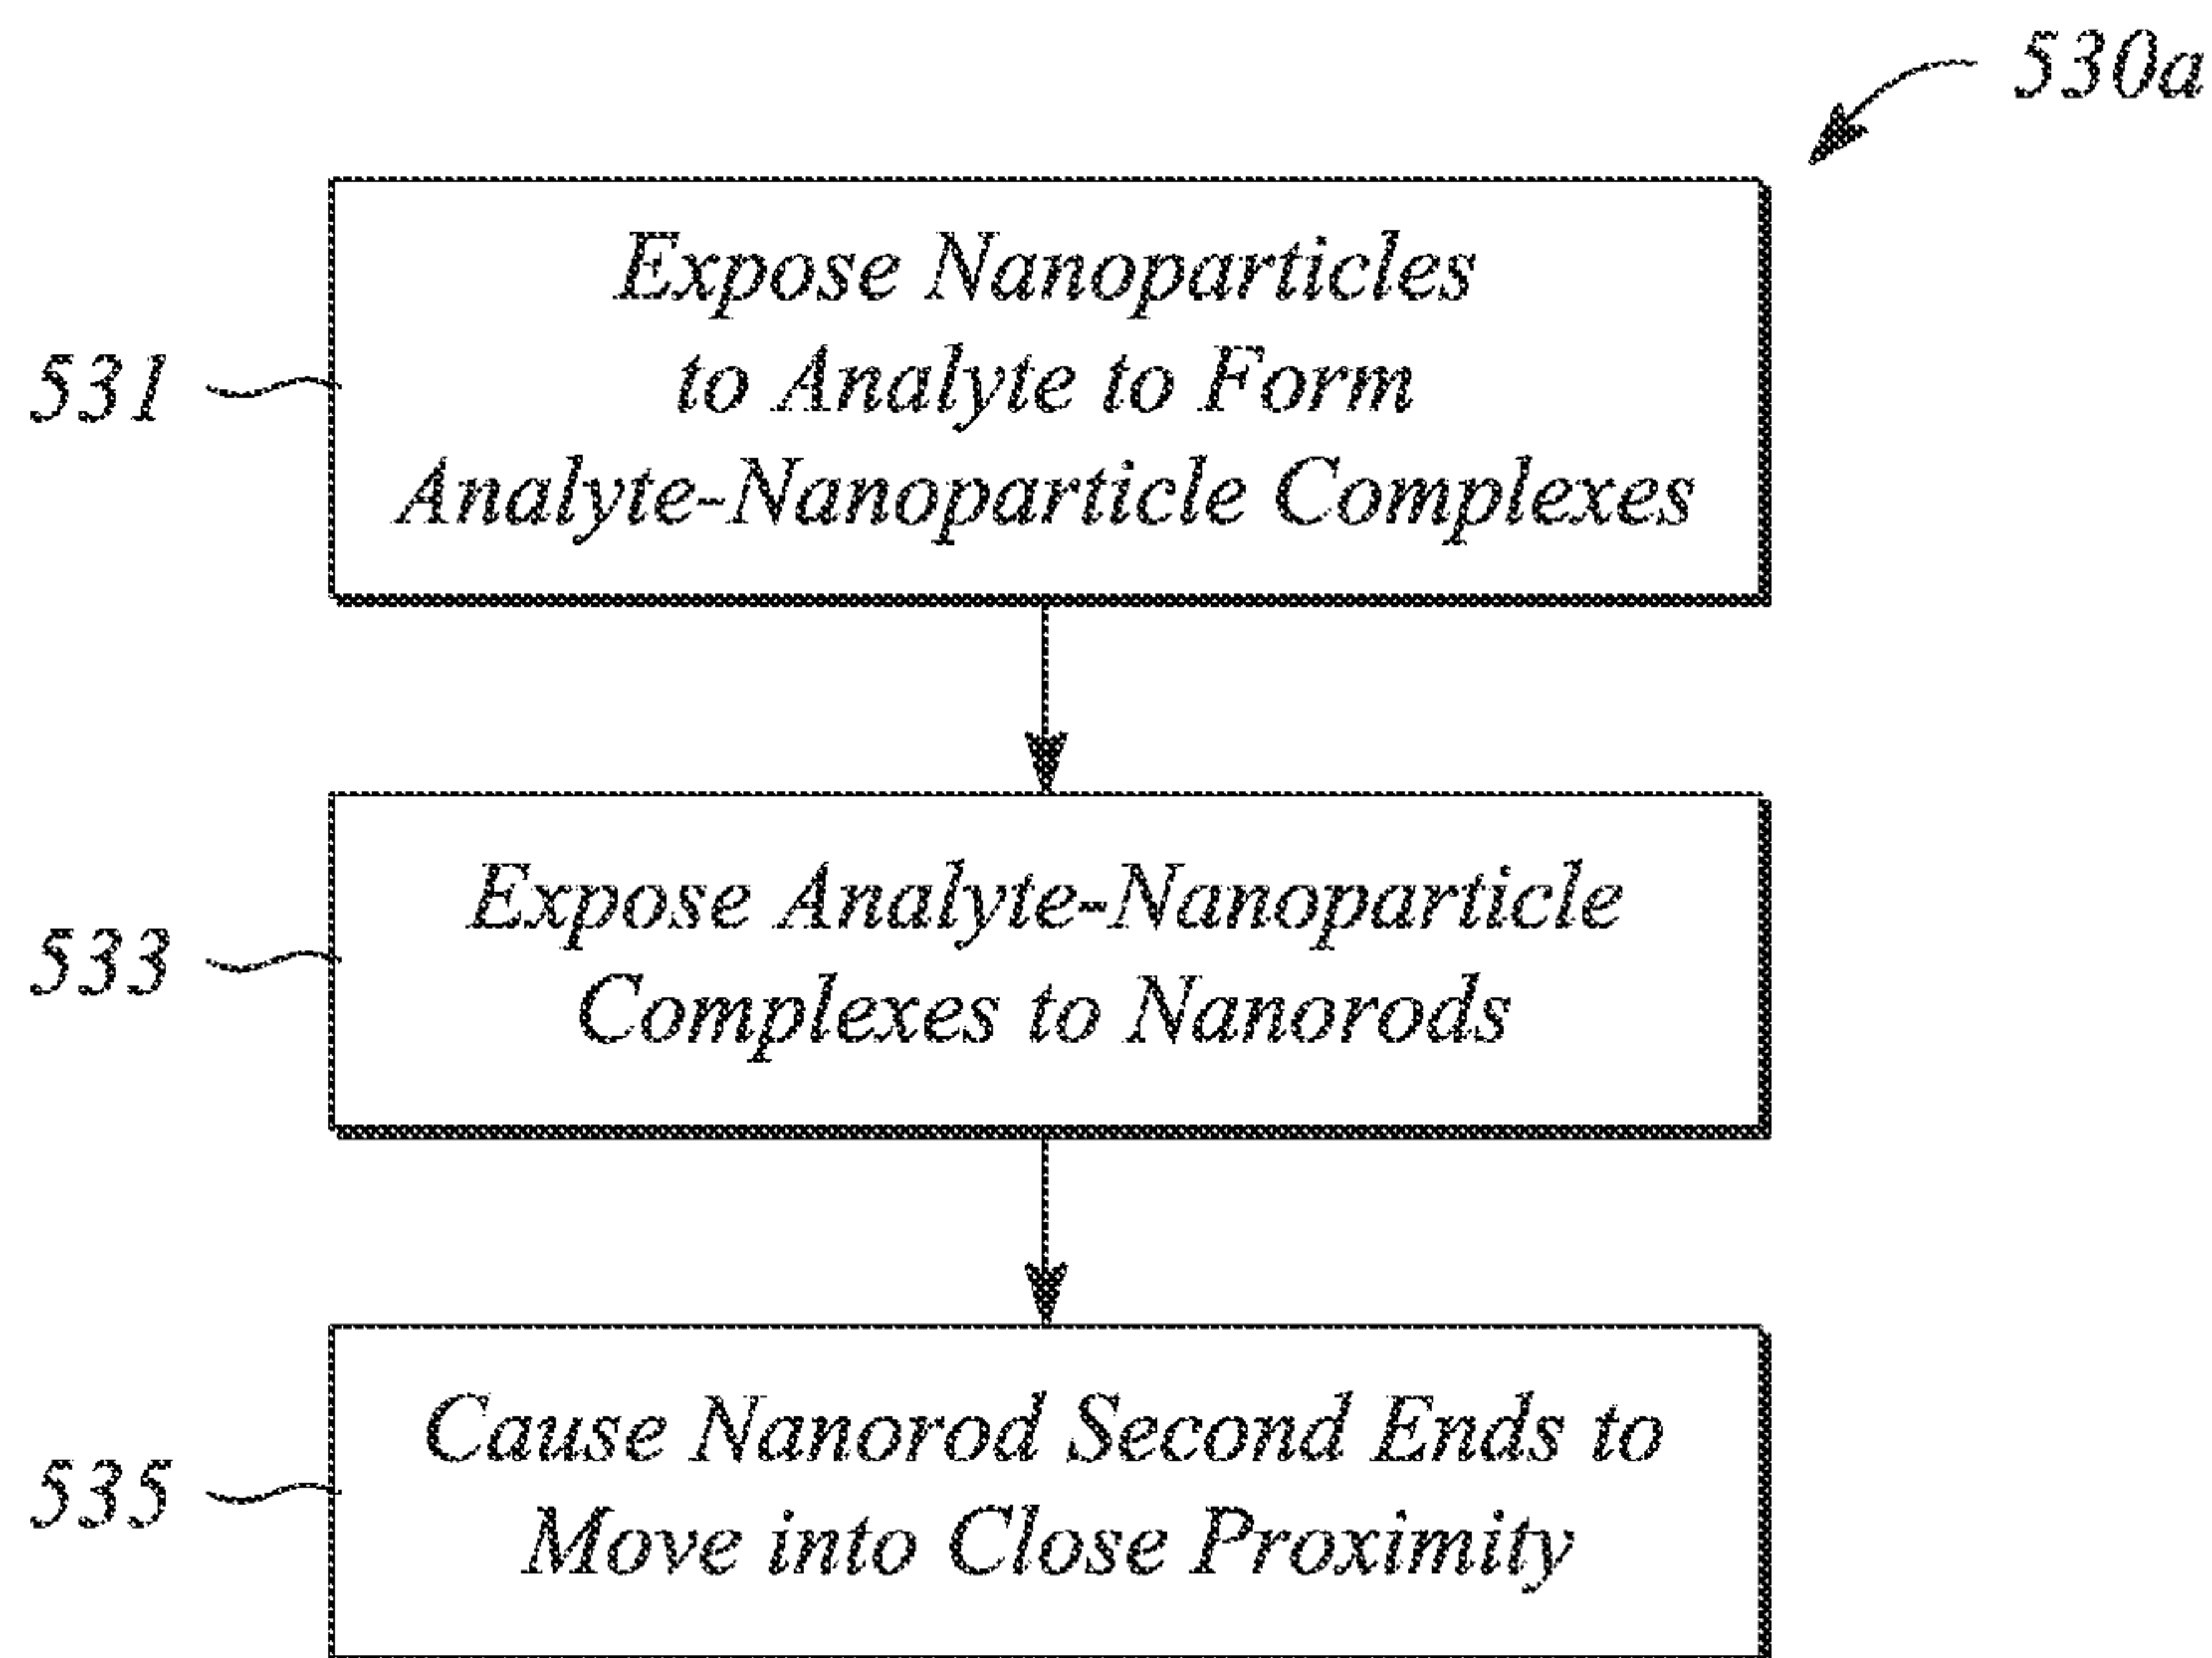 530a
Expose Nanoparticles
to Analyte to Form
Analyte-Nanoparticle Complexes
531
Expose Analyte-Nanoparticle
Complexes to Nanorods
533
Cause Nanorod Second Ends to
Move into Close Proximity
535